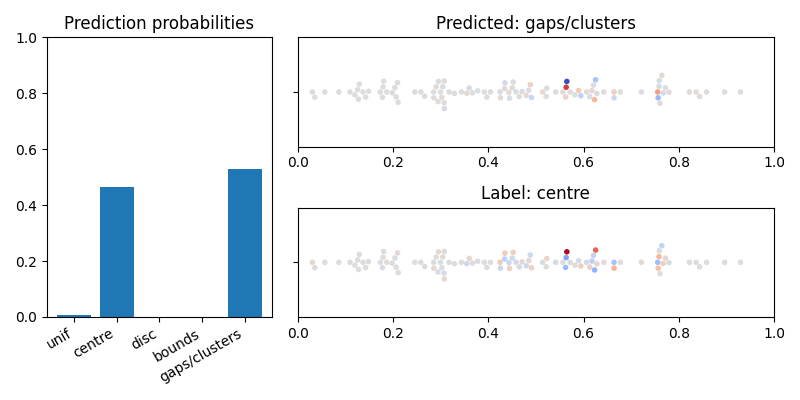 Prediction probabilities
1.0
0.8
0.6
0.4
0.2
0.0
unif
centre
disc
bounds
gaps/clusters
Predicted: gaps/clusters
0.0 0.2 0.4 0.6 0.8 1.0
Label: centre
0.0 0.2 0.4 0.6 0.8 1.0